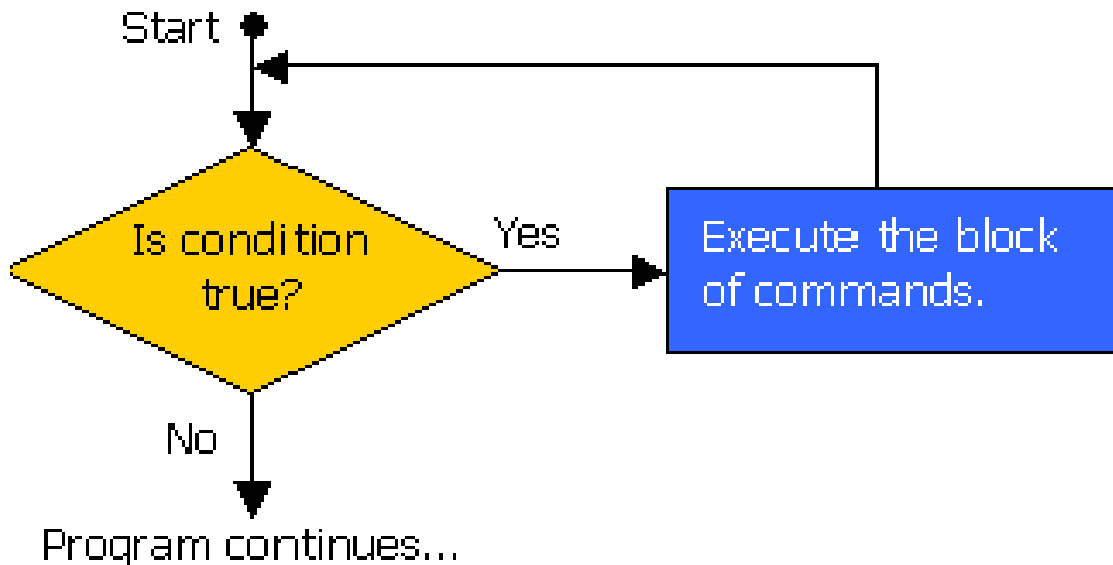 Start
Is condition
true?
Yes
Execute the block
of commands.
No
Program continues...